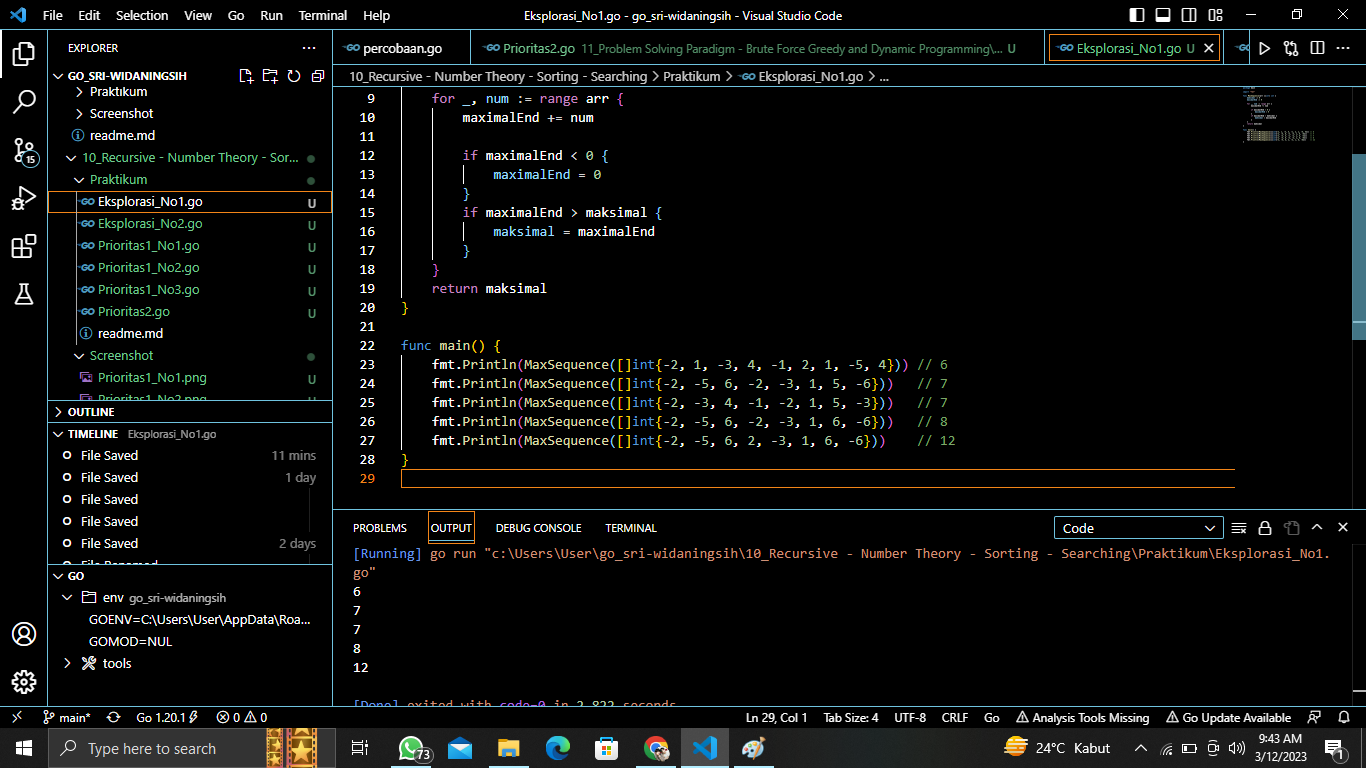 File Edit Selection View Go Run Terminal Help
Eksplorasi_No1.go - go_sri-widaningsih - Visual Studio Code
EXPLORER
GO_SRI-WIDANINGSIH
Praktikum
Screenshot
readme.md
10_Recursive - Number Theory - Sor...
Praktikum
Eksplorasi_No1.go U
Eksplorasi_No2.go U
Prioritas1_No1.go U
Prioritas1_No2.go U
Prioritas1_No3.go U
Prioritas2.go U
readme.md
Screenshot
Prioritas1_No1.png U
Prioritas1_No2.png
OUTLINE
TIMELINE Eksplorasi_No1.go
File Saved 11 mins
File Saved 1 day
File Saved
File Saved
File Saved 2 days
File Renamed
GO
env go_sri-widaningsih
GOENV=C:\Users\User\AppData\Roa...
GOMOD=NUL
tools
percobaan.go
Prioritas2.go 11_Problem Solving Paradigm - Brute Force Greedy and Dynamic Programming\... U
Eksplorasi_No1.go U
10_Recursive - Number Theory - Sorting - Searching > Praktikum > Eksplorasi_No1.go > ...
9 for _, num := range arr {
10 maximalEnd += num
11
12 if maximalEnd < 0 {
13 maximalEnd = 0
14 }
15 if maximalEnd > maksimal {
16 maksimal = maximalEnd
17 }
18 }
19 return maksimal
20 }
21
22 func main() {
23 fmt.Println(MaxSequence([]int{-2, 1, -3, 4, -1, 2, 1, -5, 4})) // 6
24 fmt.Println(MaxSequence([]int{-2, -5, 6, -2, -3, 1, 5, -6})) // 7
25 fmt.Println(MaxSequence([]int{-2, -3, 4, -1, -2, 1, 5, -3})) // 7
26 fmt.Println(MaxSequence([]int{-2, -5, 6, -2, -3, 1, 6, -6})) // 8
27 fmt.Println(MaxSequence([]int{-2, -5, 6, 2, -3, 1, 6, -6})) // 12
28 }
29
PROBLEMS OUTPUT DEBUG CONSOLE TERMINAL
Code
[Running] go run "c:\Users\User\go_sri-widaningsih\10_Recursive - Number Theory - Sorting - Searching\Praktikum\Eksplorasi_No1.
go"
6
7
7
8
12
[Done] exited with code=0 in 2.822 seconds
15
main* Go 1.20.1 0 0
Ln 29, Col 1 Tab Size: 4 UTF-8 CRLF Go Analysis Tools Missing Go Update Available
Type here to search
73
24°C Kabut
9:43 AM
3/12/2023
1